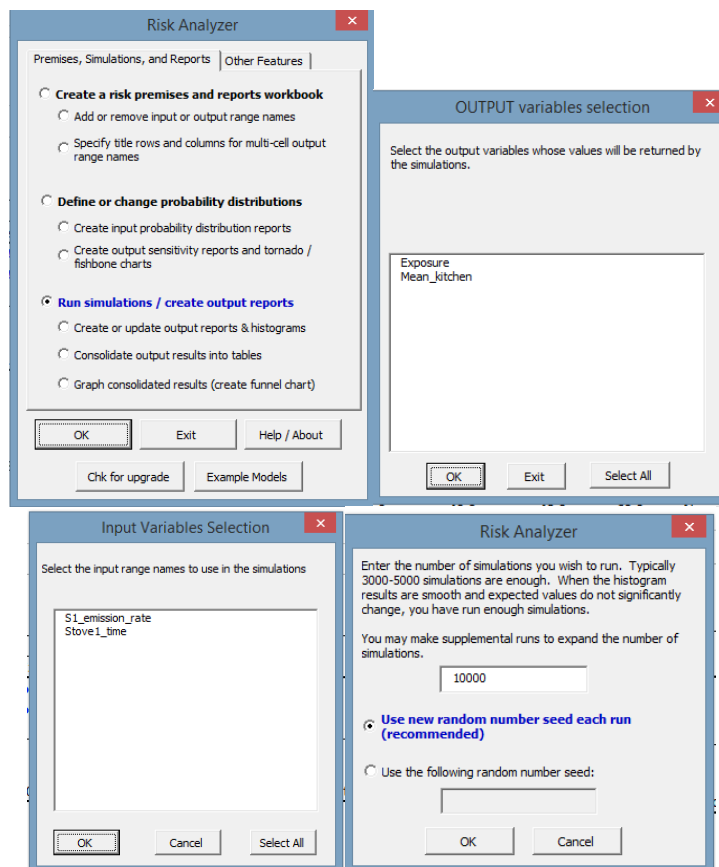 Risk Analyzer
Premises, Simulations, and Reports
Other Features
Create a risk premises and reports workbook
Add or remove input or output range names
Specify title rows and columns for multi-cell output
range names
Define or change probability distributions
Create input probability distribution reports
Create output sensitivity reports and tornado /
fishbone charts
Run simulations / create output reports
Create or update output reports & histograms
Consolidate output results into tables
Graph consolidated results (create funnel chart)
OK
Exit
Help / About
Chk for upgrade
Example Models
OUTPUT variables selection
Select the output variables whose values will be returned by
the simulations.
Exposure
Mean_kitchen
OK
Exit
Select All
Input Variables Selection
Select the input range names to use in the simulations
S1_emission_rate
Stove1_time
OK
Cancel
Select All
Risk Analyzer
Enter the number of simulations you wish to run. Typically
3000-5000 simulations are enough. When the histogram
results are smooth and expected values do not significantly
change, you have run enough simulations.
You may make supplemental runs to expand the number of
simulations.
10000
Use new random number seed each run
(recommended)
Use the following random number seed:
OK
Cancel